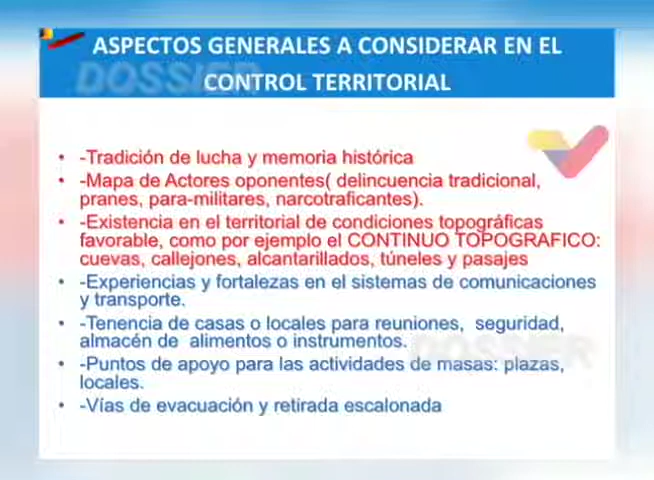 ASPECTOS GENERALES A CONSIDERAR EN EL
DOSSIER
CONTROL TERRITORIAL
• -Tradición de lucha y memoria histórica
• -Mapa de Actores oponentes( delincuencia tradicional,
pranes, para-militares, narcotraficantes).
• -Existencia en el territorial de condiciones topográficas
favorable, como por ejemplo el CONTINUO TOPOGRAFICO:
cuevas, callejones, alcantarillados, túneles y pasajes
• -Experiencias y fortalezas en el sistemas de comunicaciones
y transporte.
• -Tenencia de casas o locales para reuniones, seguridad,
almacén de alimentos o instrumentos.
DOSSIER
• -Puntos de apoyo para las actividades de masas: plazas,
locales.
• -Vías de evacuación y retirada escalonada